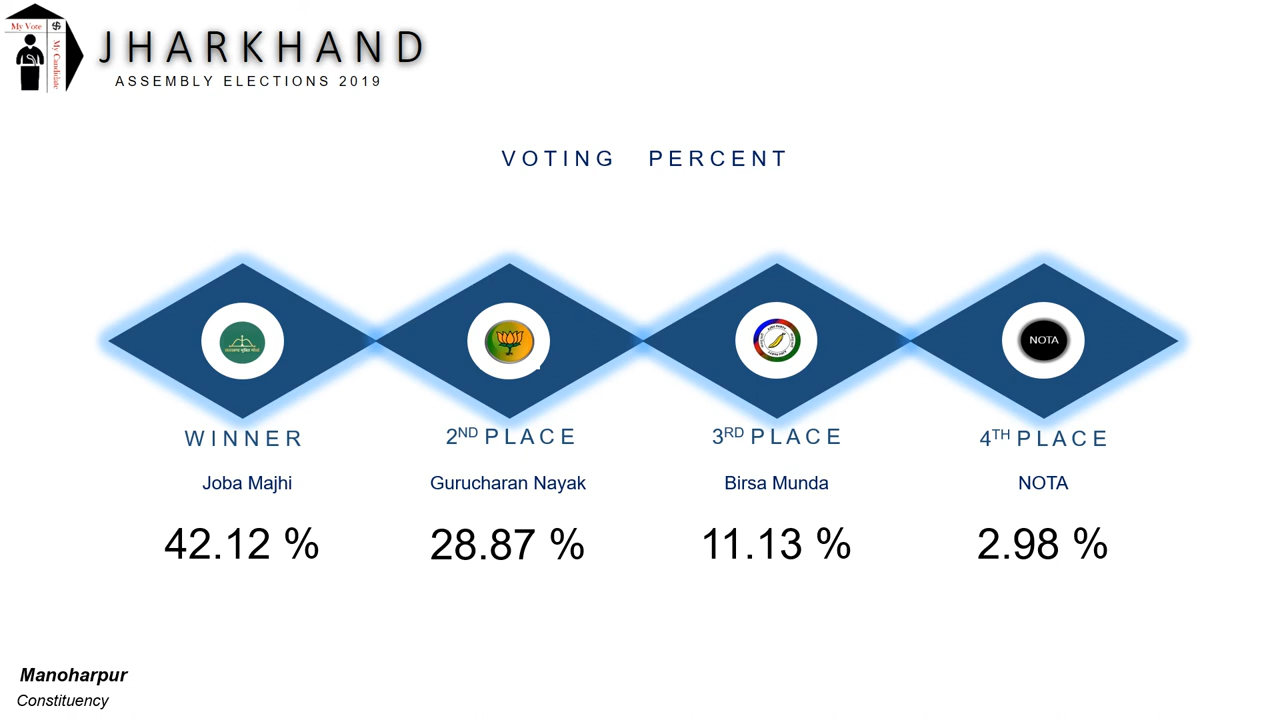 My Vote
My Candidate
JHARKHAND
ASSEMBLY ELECTIONS 2019
VOTING PERCENT
NOTA
WINNER
2ND PLACE
3RD PLACE
4TH PLACE
Joba Majhi
Gurucharan Nayak
Birsa Munda
NOTA
42.12 %
28.87 %
11.13 %
2.98 %
Manoharpur
Constituency